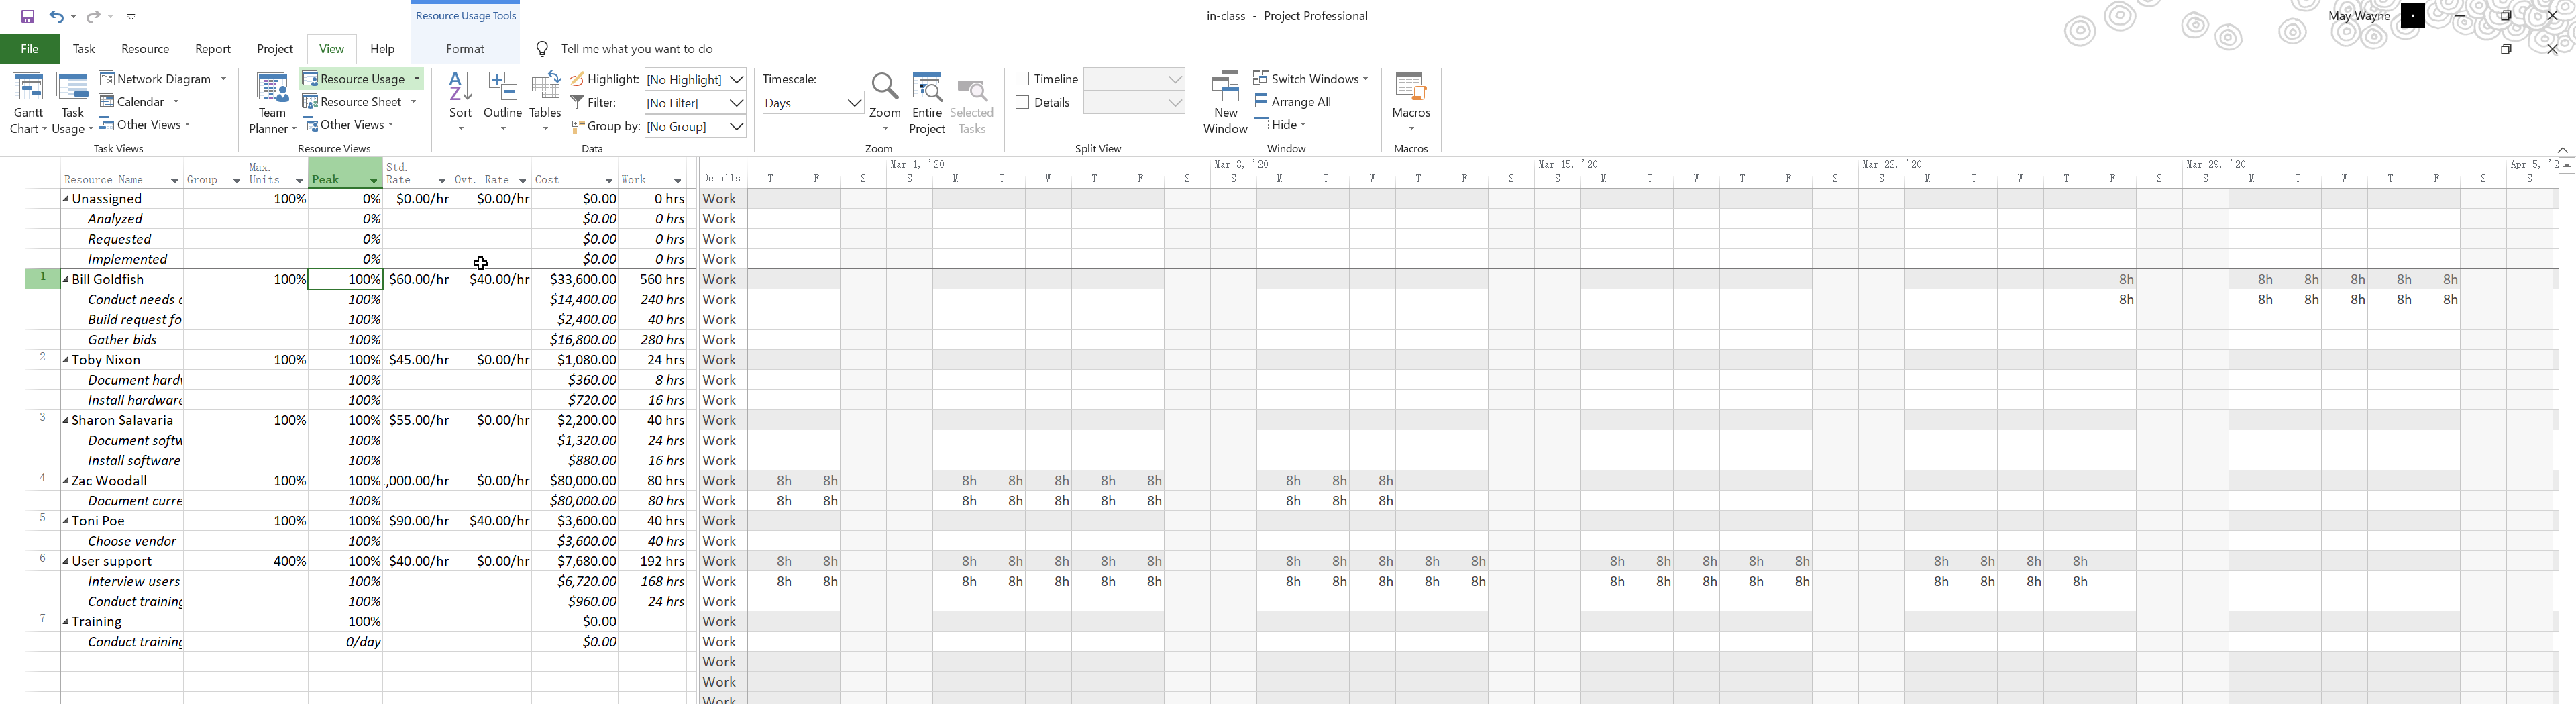 Resource Usage Tools
in-class - Project Professional
May Wayne
File Task Resource Report Project View Help Format Tell me what you want to do
Gantt Chart
Task Usage
Network Diagram
Calendar
Other Views
Task Views
Team Planner
Resource Usage
Resource Sheet
Other Views
Resource Views
Sort
Outline
Tables
Highlight: [No Highlight]
Filter: [No Filter]
Group by: [No Group]
Data
Timescale:
Days
Zoom
Entire Project
Selected Tasks
Zoom
Timeline
Details
Split View
New Window
Switch Windows
Arrange All
Hide
Window
Macros
Macros
Resource Name Group Max. Units Peak Std. Rate Ovt. Rate Cost Work
Details Mar 1, '20 Mar 8, '20 Mar 15, '20 Mar 22, '20 Mar 29, '20 Apr 5, '2
T F S S M T W T F S S M T W T F S S M T W T F S S M T W T F S S M T W T F S S
Unassigned 100% 0% $0.00/hr $0.00/hr $0.00 0 hrs Work
Analyzed 0% $0.00 0 hrs Work
Requested 0% $0.00 0 hrs Work
Implemented 0% $0.00 0 hrs Work
1 Bill Goldfish 100% 100% $60.00/hr $40.00/hr $33,600.00 560 hrs Work 8h 8h 8h 8h 8h 8h
Conduct needs 100% $14,400.00 240 hrs Work 8h 8h 8h 8h 8h 8h
Build request fo 100% $2,400.00 40 hrs Work
Gather bids 100% $16,800.00 280 hrs Work
2 Toby Nixon 100% 100% $45.00/hr $0.00/hr $1,080.00 24 hrs Work
Document hardw 100% $360.00 8 hrs Work
Install hardware 100% $720.00 16 hrs Work
3 Sharon Salavaria 100% 100% $55.00/hr $0.00/hr $2,200.00 40 hrs Work
Document softw 100% $1,320.00 24 hrs Work
Install software 100% $880.00 16 hrs Work
4 Zac Woodall 100% 100% ,000.00/hr $0.00/hr $80,000.00 80 hrs Work 8h 8h 8h 8h 8h 8h 8h 8h 8h 8h
Document curre 100% $80,000.00 80 hrs Work 8h 8h 8h 8h 8h 8h 8h 8h 8h 8h
5 Toni Poe 100% 100% $90.00/hr $40.00/hr $3,600.00 40 hrs Work
Choose vendor 100% $3,600.00 40 hrs Work
6 User support 400% 100% $40.00/hr $0.00/hr $7,680.00 192 hrs Work 8h 8h 8h 8h 8h 8h 8h 8h 8h 8h 8h 8h 8h 8h 8h 8h 8h 8h 8h 8h 8h
Interview users 100% $6,720.00 168 hrs Work 8h 8h 8h 8h 8h 8h 8h 8h 8h 8h 8h 8h 8h 8h 8h 8h 8h 8h 8h 8h 8h
Conduct training 100% $960.00 24 hrs Work
7 Training 100% $0.00 Work
Conduct training 0/day $0.00 Work
Work
Work
Work